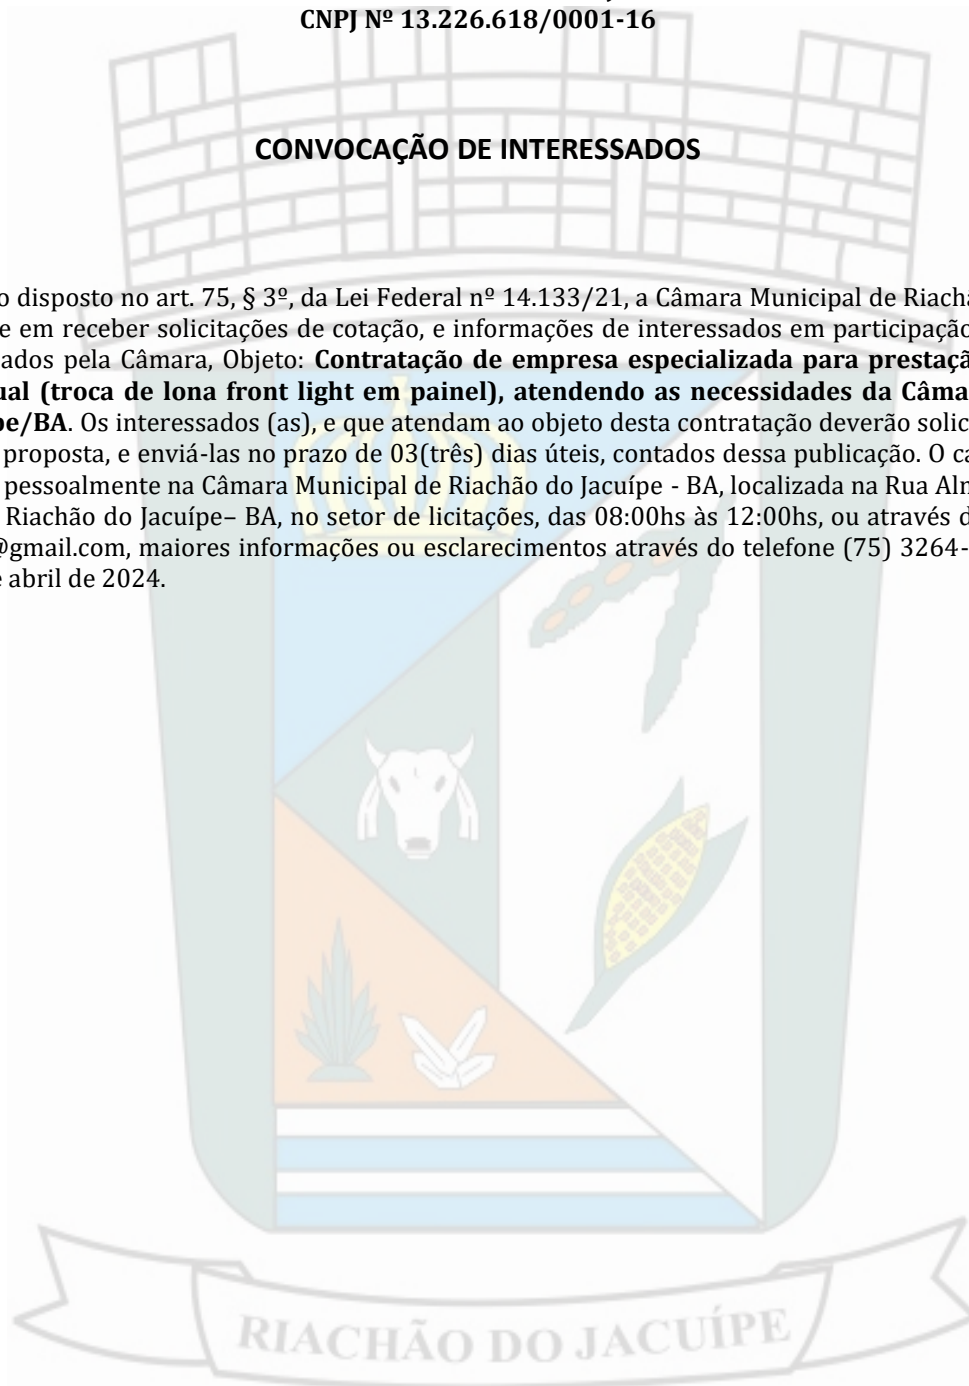 CNPJ Nº 13.226.618/0001-16
CONVOCAÇÃO DE INTERESSADOS
o disposto no art. 75, § 3º, da Lei Federal nº 14.133/21, a Câmara Municipal de Riachã
e em receber solicitações de cotação, e informações de interessados em participação
ados pela Câmara, Objeto: Contratação de empresa especializada para prestaçã
ual (troca de lona front light em painel), atendendo as necessidades da Câma
pe/BA. Os interessados (as), e que atendam ao objeto desta contratação deverão solic
proposta, e enviá-las no prazo de 03(três) dias úteis, contados dessa publicação. O ca
pessoalmente na Câmara Municipal de Riachão do Jacuípe - BA, localizada na Rua Alm
Riachão do Jacuípe– BA, no setor de licitações, das 08:00hs às 12:00hs, ou através d
@gmail.com, maiores informações ou esclarecimentos através do telefone (75) 3264-
e abril de 2024.
RIACHÃO DO JACUÍPE